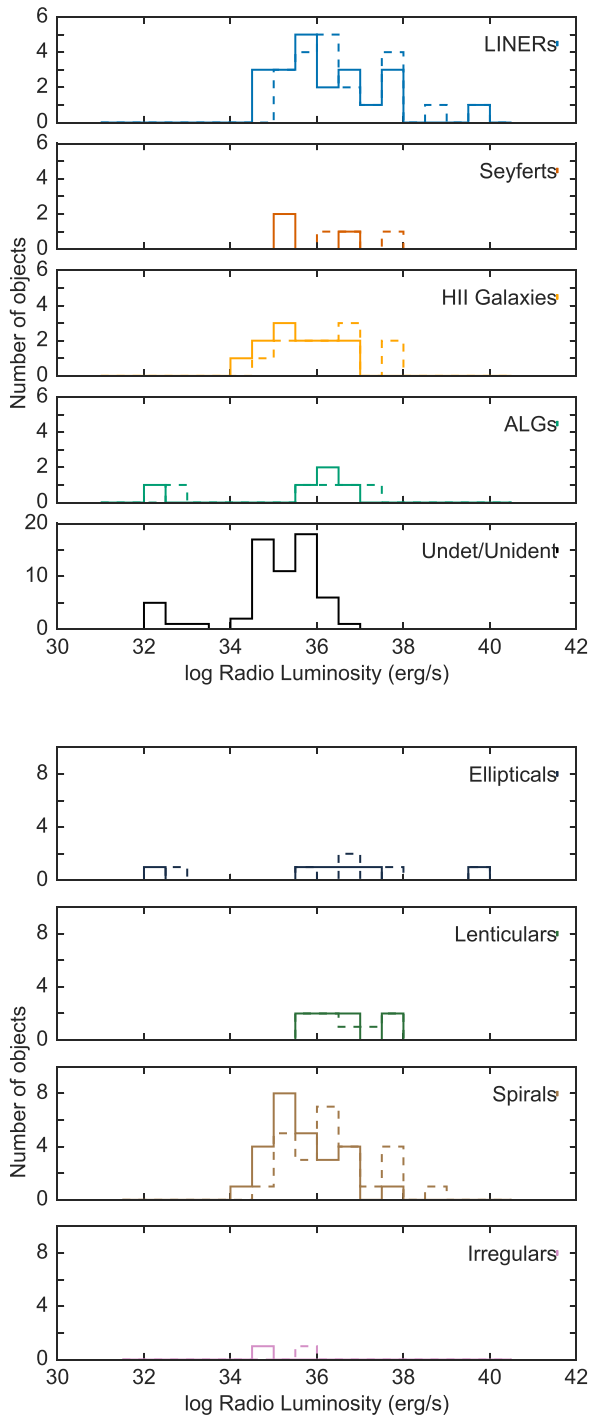 6
4
2
0
LINERs
6
4
2
0
Seyferts
6
4
2
0
HII Galaxies
6
4
2
0
ALGs
20
10
0
Undet/Unident
Number of objects
30 32 34 36 38 40 42
log Radio Luminosity (erg/s)
8
4
0
Ellipticals
8
4
0
Lenticulars
8
4
0
Spirals
8
4
0
Irregulars
Number of objects
30 32 34 36 38 40 42
log Radio Luminosity (erg/s)